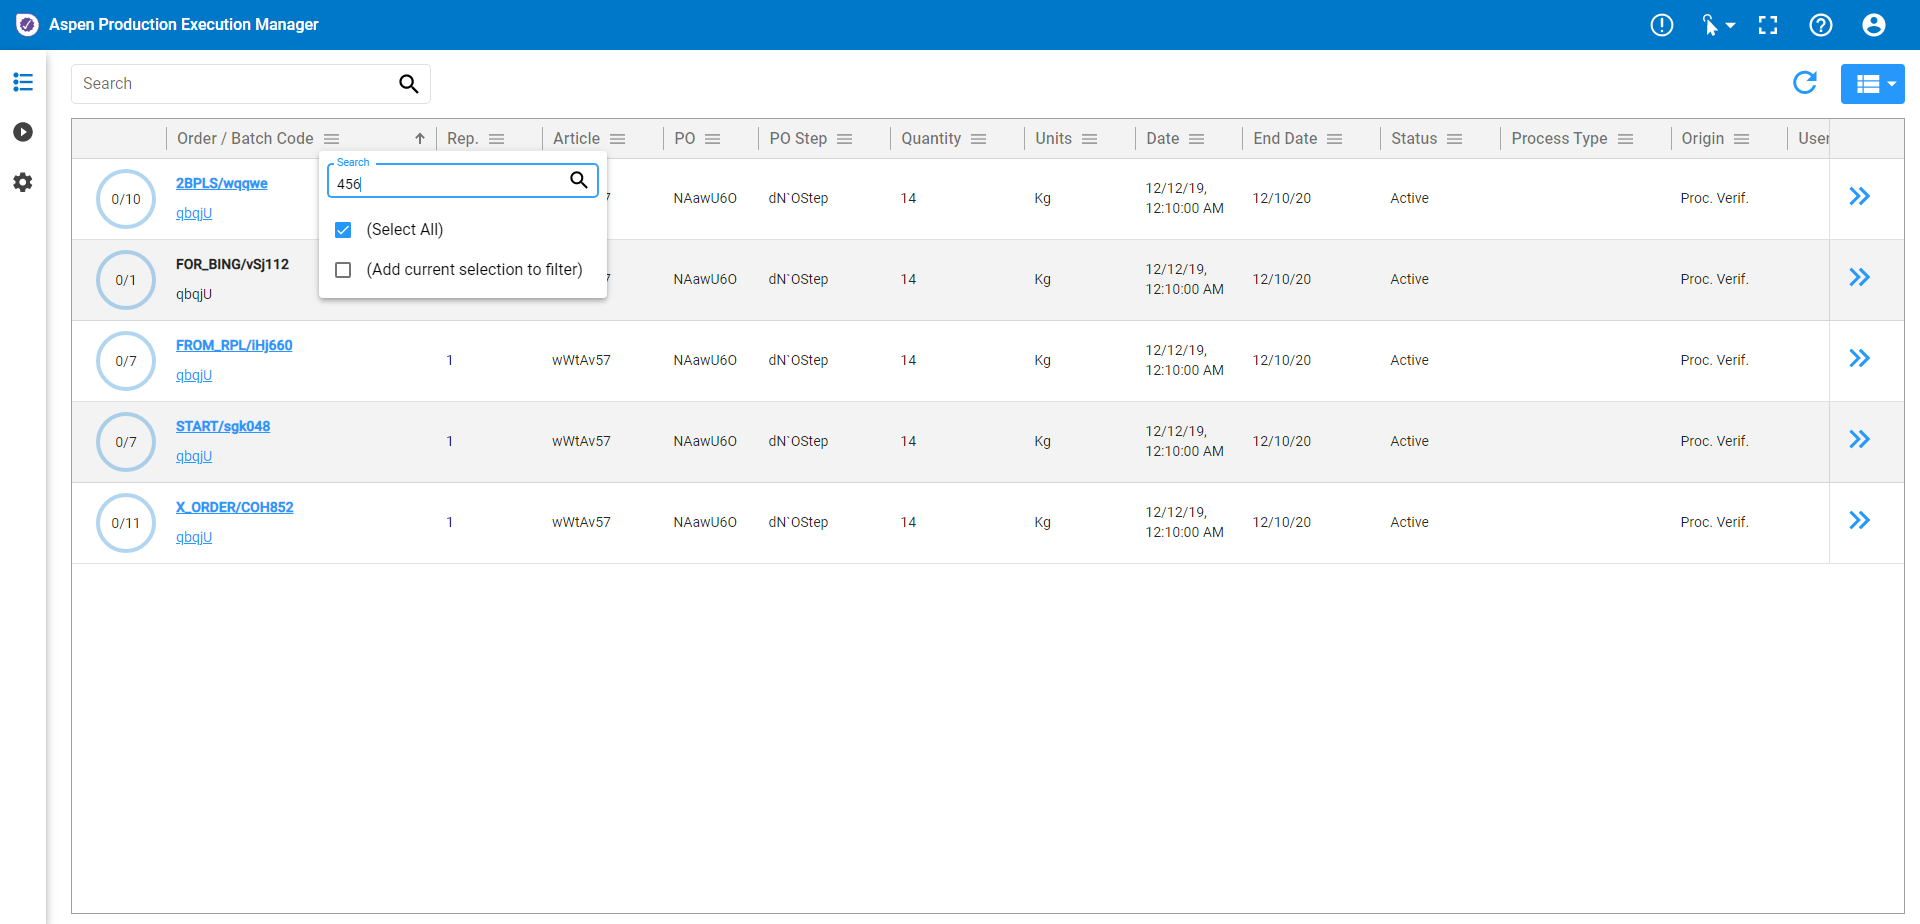 Aspen Production Execution Manager
Search
Order / Batch Code Rep. Article PO PO Step Quantity Units Date End Date Status Process Type Origin User
Search
456
(Select All)
(Add current selection to filter)
0/10 2BPLS/wqqwe 7 NAawU6O dN`OStep 14 Kg 12/12/19, 12/10/20 Active Proc. Verif.
qbqjU 12:10:00 AM
0/1 FOR_BING/vSj112 7 NAawU6O dN`OStep 14 Kg 12/12/19, 12/10/20 Active Proc. Verif.
qbqjU 12:10:00 AM
0/7 FROM_RPL/iHj660 1 wWtAv57 NAawU6O dN`OStep 14 Kg 12/12/19, 12/10/20 Active Proc. Verif.
qbqjU 12:10:00 AM
0/7 START/sgk048 1 wWtAv57 NAawU6O dN`OStep 14 Kg 12/12/19, 12/10/20 Active Proc. Verif.
qbqjU 12:10:00 AM
0/11 X_ORDER/COH852 1 wWtAv57 NAawU6O dN`OStep 14 Kg 12/12/19, 12/10/20 Active Proc. Verif.
qbqjU 12:10:00 AM